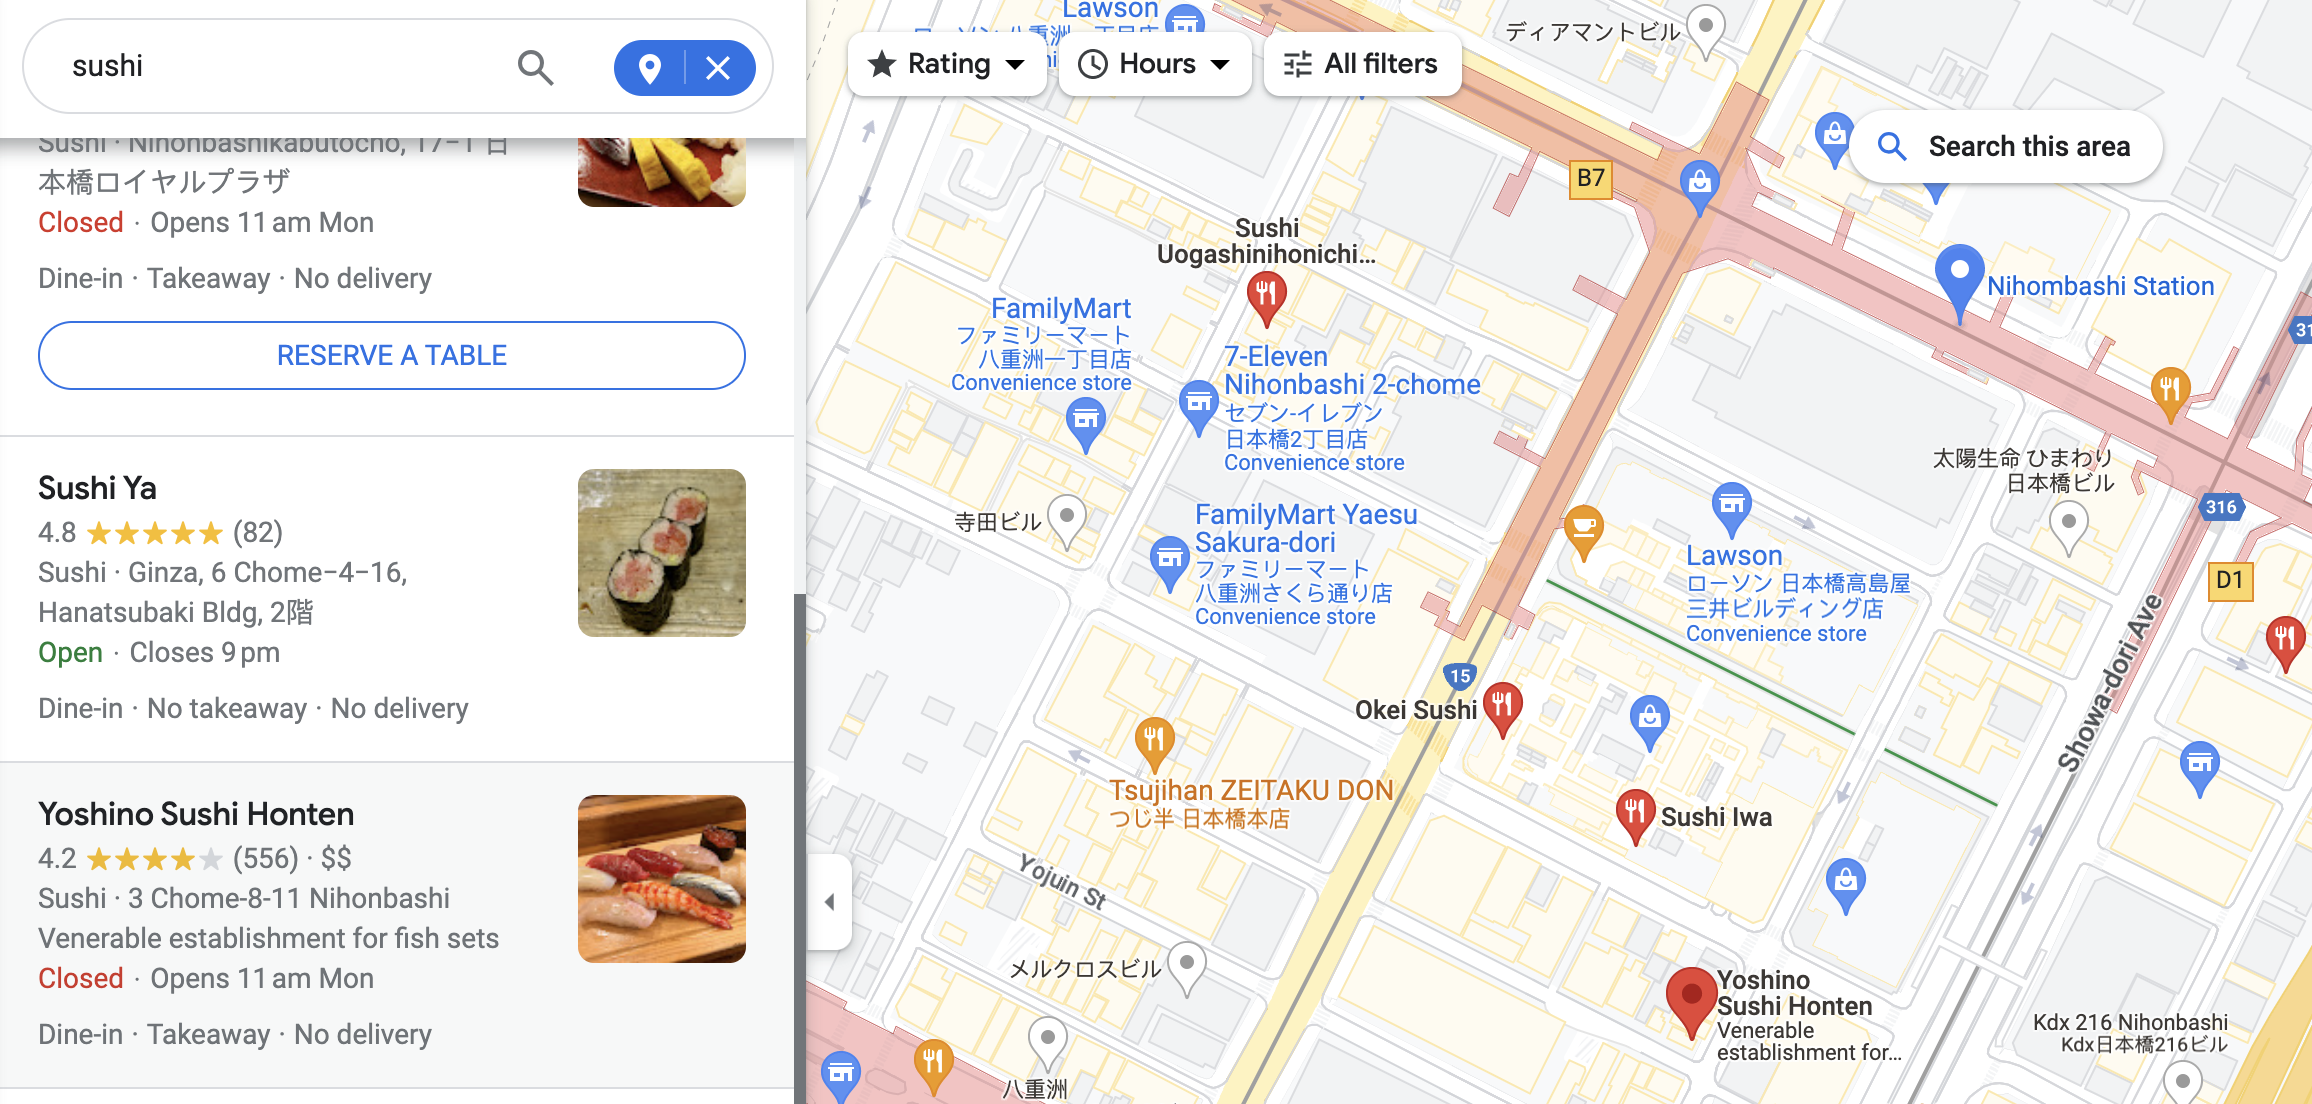 sushi
Sushi · Nihonbashikabutocho, 17−1 日
本橋ロイヤルプラザ
Closed · Opens 11 am Mon
Dine-in · Takeaway · No delivery
RESERVE A TABLE
Sushi Ya
4.8 (82)
Sushi · Ginza, 6 Chome−4−16,
Hanatsubaki Bldg, 2階
Open · Closes 9 pm
Dine-in · No takeaway · No delivery
Yoshino Sushi Honten
4.2 (556) · $$
Sushi · 3 Chome-8-11 Nihonbashi
Venerable establishment for fish sets
Closed · Opens 11 am Mon
Dine-in · Takeaway · No delivery
Lawson
Rating
Hours
All filters
ディアマントビル
Search this area
B7
Sushi
Uogashinihonichi...
Nihombashi Station
31
FamilyMart
ファミリーマート
八重洲一丁目店
Convenience store
7-Eleven
Nihonbashi 2-chome
セブン-イレブン
日本橋2丁目店
Convenience store
太陽生命 ひまわり
日本橋ビル
316
寺田ビル
FamilyMart Yaesu
Sakura-dori
ファミリーマート
八重洲さくら通り店
Convenience store
Lawson
ローソン 日本橋高島屋
三井ビルディング店
Convenience store
D1
Showa-dori Ave
15
Okei Sushi
Tsujihan ZEITAKU DON
つじ半 日本橋本店
Sushi Iwa
Yojuin St
メルクロスビル
Yoshino
Sushi Honten
Venerable
establishment for...
Kdx 216 Nihonbashi
Kdx日本橋216ビル
八重洲